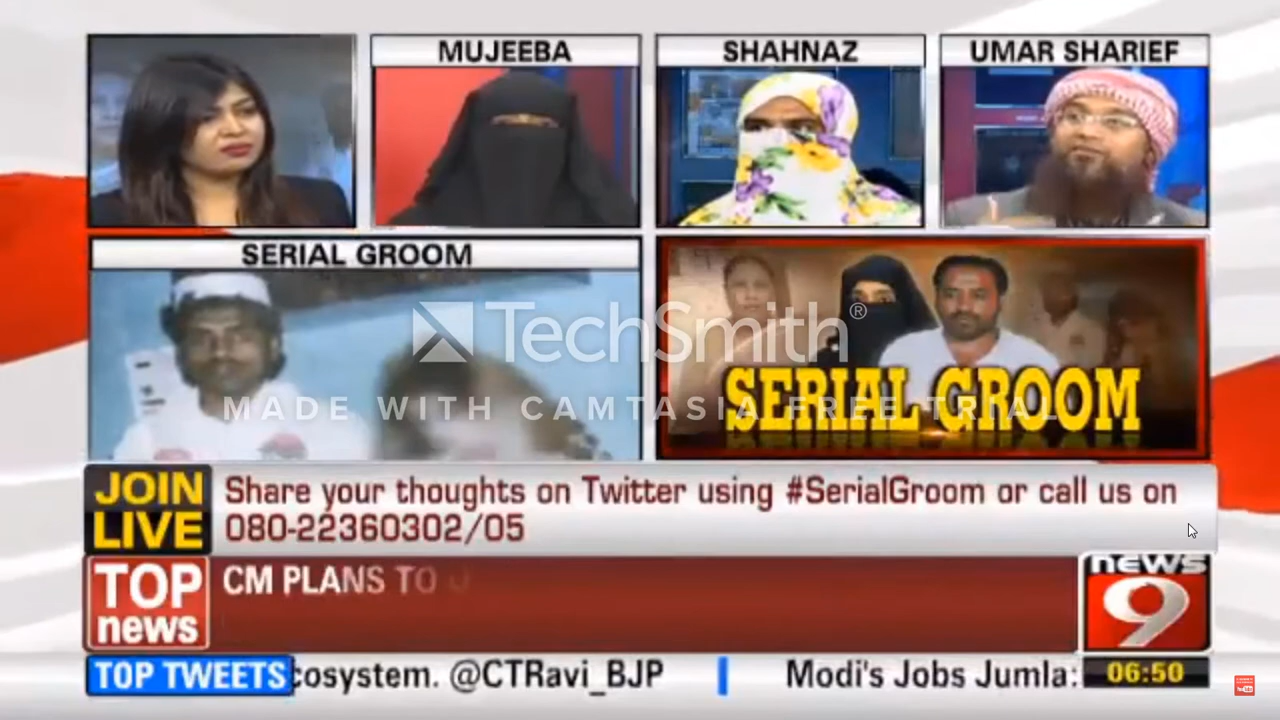 MUJEEBA
SHAHNAZ
UMAR SHARIEF
SERIAL GROOM
TechSmith®
MADE WITH CAMTASIA FREE TRIAL
SERIAL GROOM
JOIN LIVE
Share your thoughts on Twitter using #SerialGroom or call us on
080-22360302/05
TOP news
CM PLANS TO J
news 9
TOP TWEETS
cosystem. @CTRavi_BJP
Modi's Jobs Jumla:
06:50